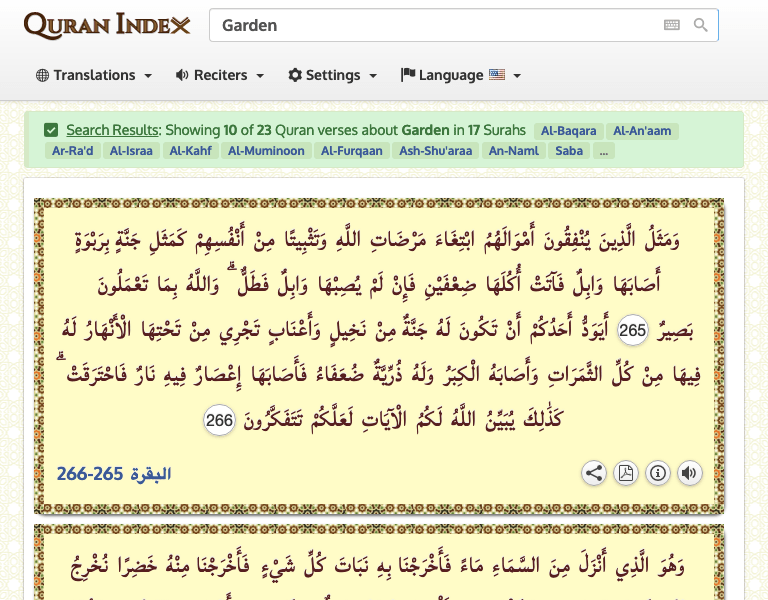 Quran Index
Garden
Translations Reciters Settings Language
Search Results: Showing 10 of 23 Quran verses about Garden in 17 Surahs Al-Baqara Al-An'aam
Ar-Ra'd Al-Israa Al-Kahf Al-Muminoon Al-Furqaan Ash-Shu'araa An-Naml Saba ...
وَمَثَلُ الَّذِينَ يُنْفِقُونَ أَمْوَالَهُمُ ابْتِغَاءَ مَرْضَاتِ اللَّهِ وَتَثْبِيتًا مِنْ أَنْفُسِهِمْ كَمَثَلِ جَنَّةٍ بِرَبْوَةٍ
أَصَابَهَا وَابِلٌ فَآتَتْ أُكُلَهَا ضِعْفَيْنِ فَإِنْ لَمْ يُصِبْهَا وَابِلٌ فَطَلٌّ ۗ وَاللَّهُ بِمَا تَعْمَلُونَ
بَصِيرٌ 265 أَيَوَدُّ أَحَدُكُمْ أَنْ تَكُونَ لَهُ جَنَّةٌ مِنْ نَخِيلٍ وَأَعْنَابٍ تَجْرِي مِنْ تَحْتِهَا الْأَنْهَارُ لَهُ
فِيهَا مِنْ كُلِّ الثَّمَرَاتِ وَأَصَابَهُ الْكِبَرُ وَلَهُ ذُرِّيَّةٌ ضُعَفَاءُ فَأَصَابَهَا إِعْصَارٌ فِيهِ نَارٌ فَاحْتَرَقَتْ ۗ
كَذَٰلِكَ يُبَيِّنُ اللَّهُ لَكُمُ الْآيَاتِ لَعَلَّكُمْ تَتَفَكَّرُونَ 266
البقرة 265-266
وَهُوَ الَّذِي أَنْزَلَ مِنَ السَّمَاءِ مَاءً فَأَخْرَجْنَا بِهِ نَبَاتَ كُلِّ شَيْءٍ فَأَخْرَجْنَا مِنْهُ خَضِرًا نُخْرِجُ